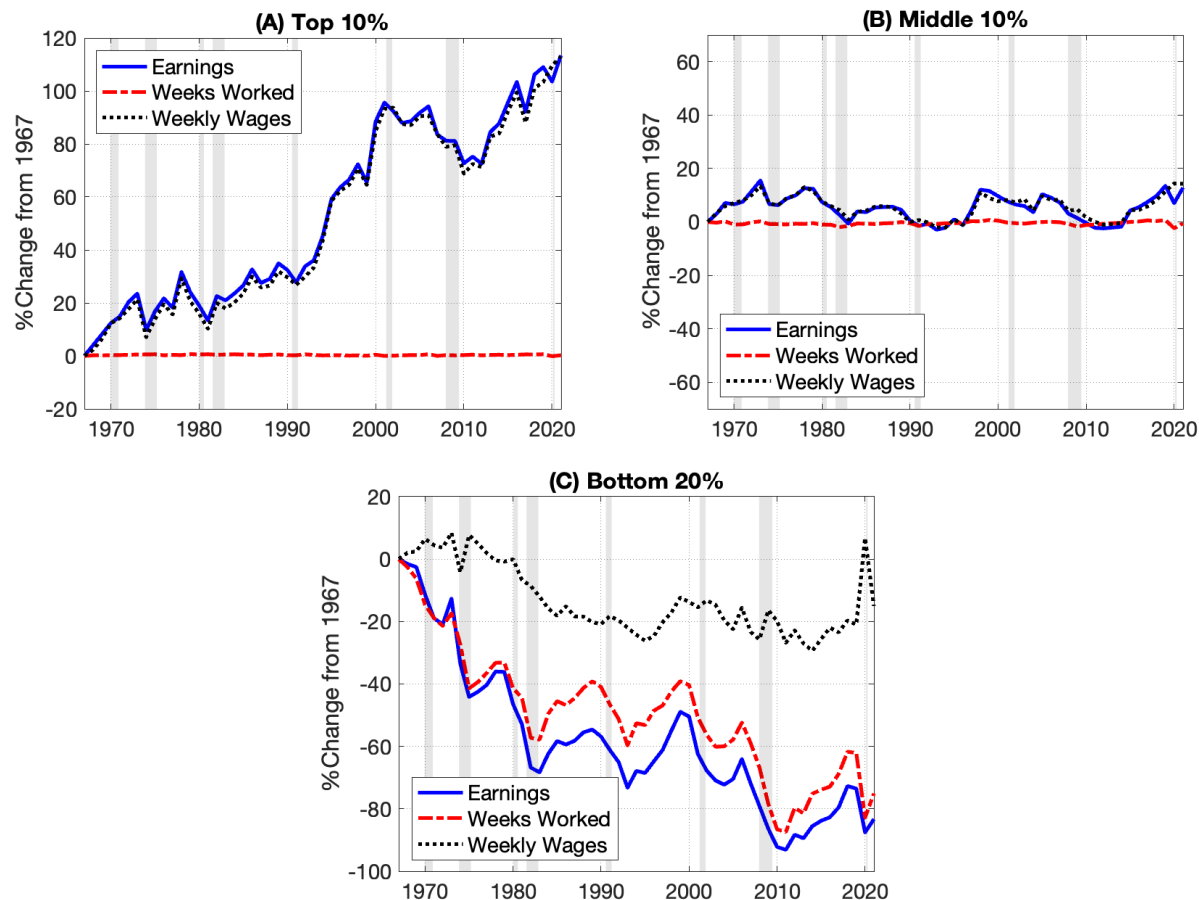 (A) Top 10%
%Change from 1967
120
100
80
60
40
20
0
-20
Earnings
Weeks Worked
Weekly Wages
1970 1980 1990 2000 2010 2020
(B) Middle 10%
%Change from 1967
60
40
20
0
-20
-40
-60
Earnings
Weeks Worked
Weekly Wages
1970 1980 1990 2000 2010 2020
(C) Bottom 20%
%Change from 1967
20
0
-20
-40
-60
-80
-100
Earnings
Weeks Worked
Weekly Wages
1970 1980 1990 2000 2010 2020